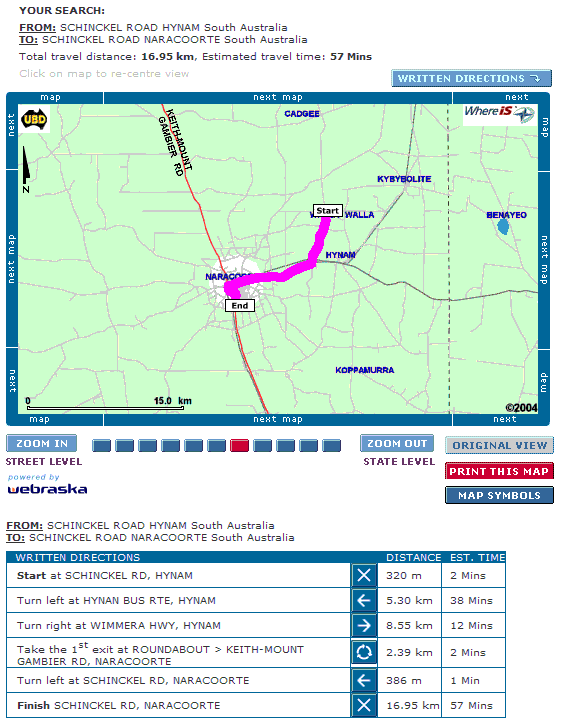 YOUR SEARCH:
FROM: SCHINCKEL ROAD HYNAM South Australia
TO: SCHINCKEL ROAD NARACOORTE South Australia
Total travel distance: 16.95 km, Estimated travel time: 57 Mins
Click on map to re-centre view
WRITTEN DIRECTIONS
map next map next
next map
UBD
KEITH-MOUNT GAMBIER RD
CADGEE
Where iS
N
KYBYBOLITE
Start
WALLA
BENAYEO
next map
HYNAM
next map
NARACOO
End
KOPPAMURRA
next
map
0 15.0 km
©2004
map next map next
ZOOM IN
ZOOM OUT
ORIGINAL VIEW
STREET LEVEL
STATE LEVEL
PRINT THIS MAP
powered by
webraska
MAP SYMBOLS
FROM: SCHINCKEL ROAD HYNAM South Australia
TO: SCHINCKEL ROAD NARACOORTE South Australia
WRITTEN DIRECTIONS DISTANCE EST. TIME
Start at SCHINCKEL RD, HYNAM 320 m 2 Mins
Turn left at HYNAN BUS RTE, HYNAM 5.30 km 38 Mins
Turn right at WIMMERA HWY, HYNAM 8.55 km 12 Mins
Take the 1st exit at ROUNDABOUT > KEITH-MOUNT
GAMBIER RD, NARACOORTE 2.39 km 2 Mins
Turn left at SCHINCKEL RD, NARACOORTE 386 m 1 Min
Finish SCHINCKEL RD, NARACOORTE 16.95 km 57 Mins